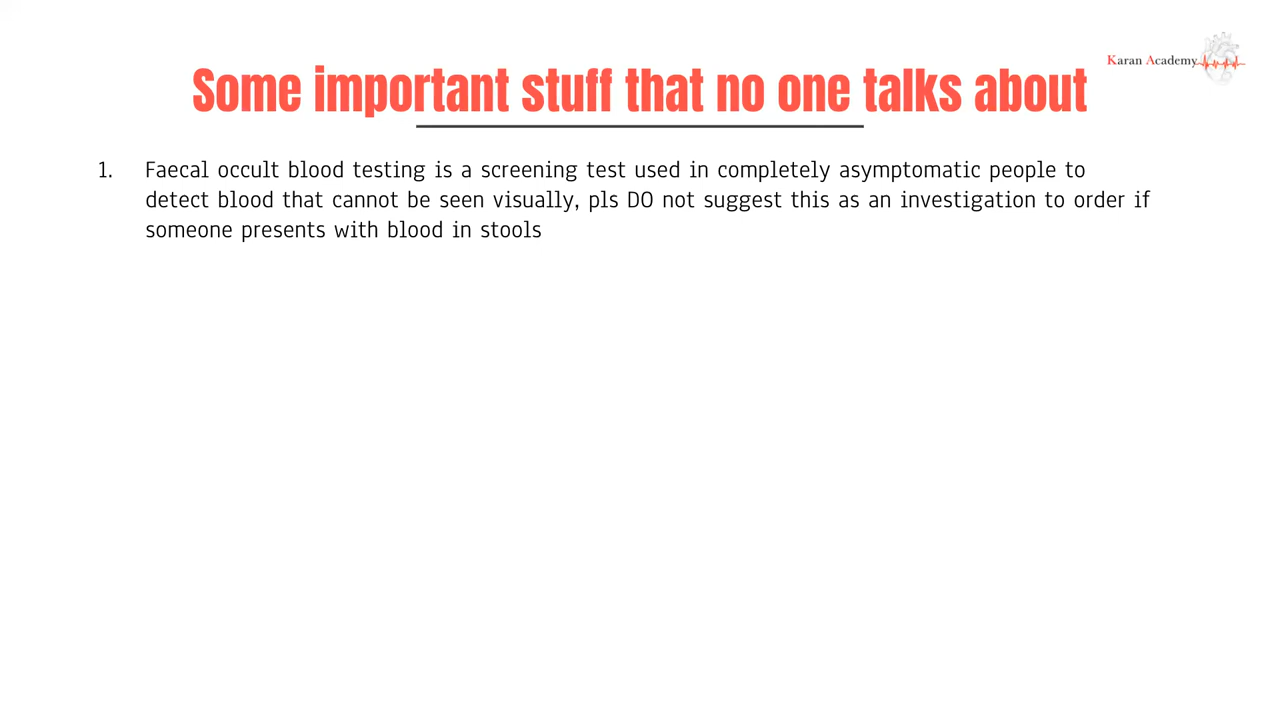 Karan Academy
Some important stuff that no one talks about
1. Faecal occult blood testing is a screening test used in completely asymptomatic people to
detect blood that cannot be seen visually, pls DO not suggest this as an investigation to order if
someone presents with blood in stools